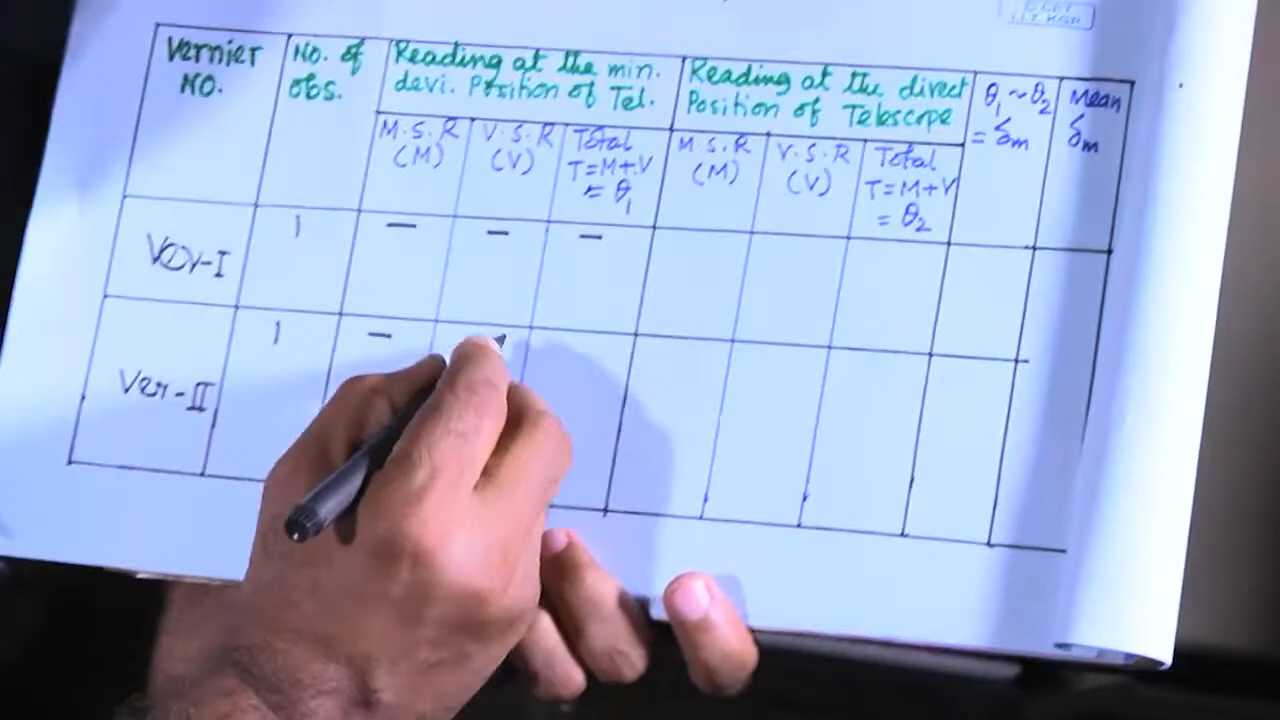 Vernier
NO.
No. of
obs.
Reading at the min.
devi. Position of Tel.
Reading at the direct
Position of Telescope
θ₁ ~ θ₂
= δm
Mean
δm
M.S.R
(M)
V.S.R
(V)
Total
T=M+V
= θ₁
M.S.R
(M)
V.S.R
(V)
Total
T=M+V
= θ₂
Ver-I
1
—
—
—
Ver-II
1
—